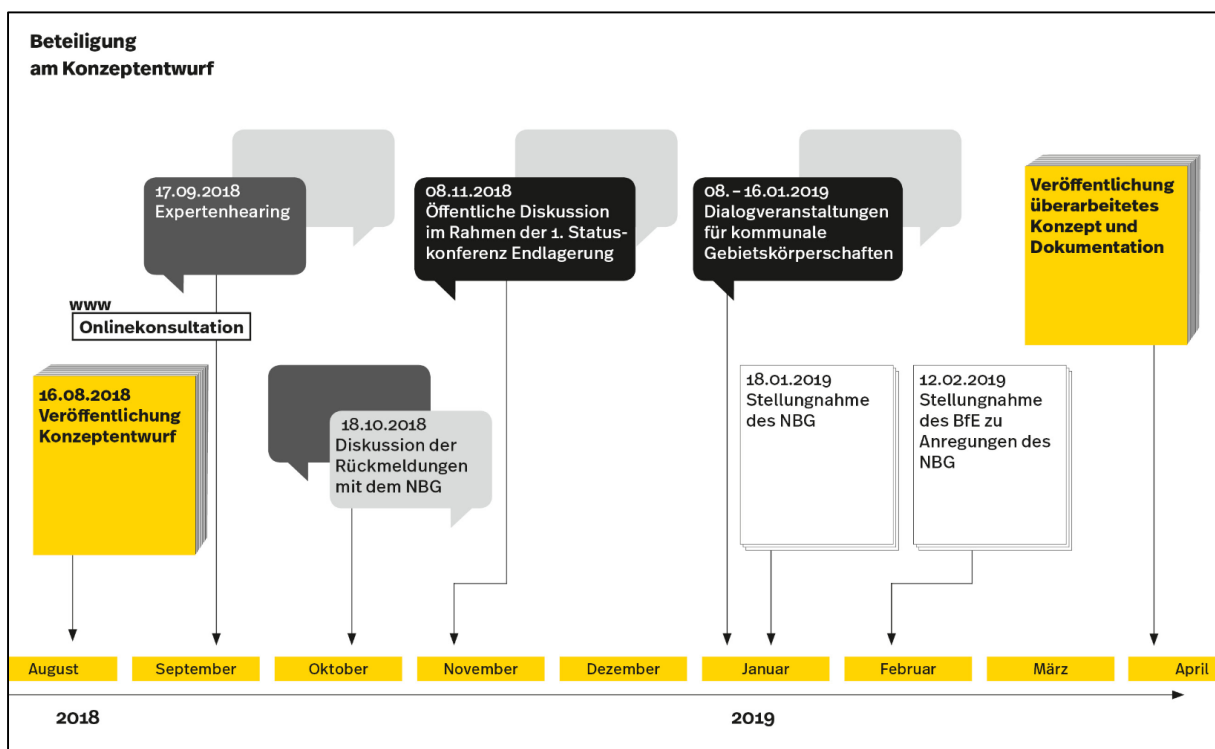 Beteiligung
am Konzeptentwurf
17.09.2018
Expertenhearing
08.11.2018
Öffentliche Diskussion
im Rahmen der 1. Status-
konferenz Endlagerung
08.– 16.01.2019
Dialogveranstaltungen
für kommunale
Gebietskörperschaften
Veröffentlichung
überarbeitetes
Konzept und
Dokumentation
www
Onlinekonsultation
16.08.2018
Veröffentlichung
Konzeptentwurf
18.10.2018
Diskussion der
Rückmeldungen
mit dem NBG
18.01.2019
Stellungnahme
des NBG
12.02.2019
Stellungnahme
des BfE zu
Anregungen des
NBG
August
September
Oktober
November
Dezember
Januar
Februar
März
April
2018
2019